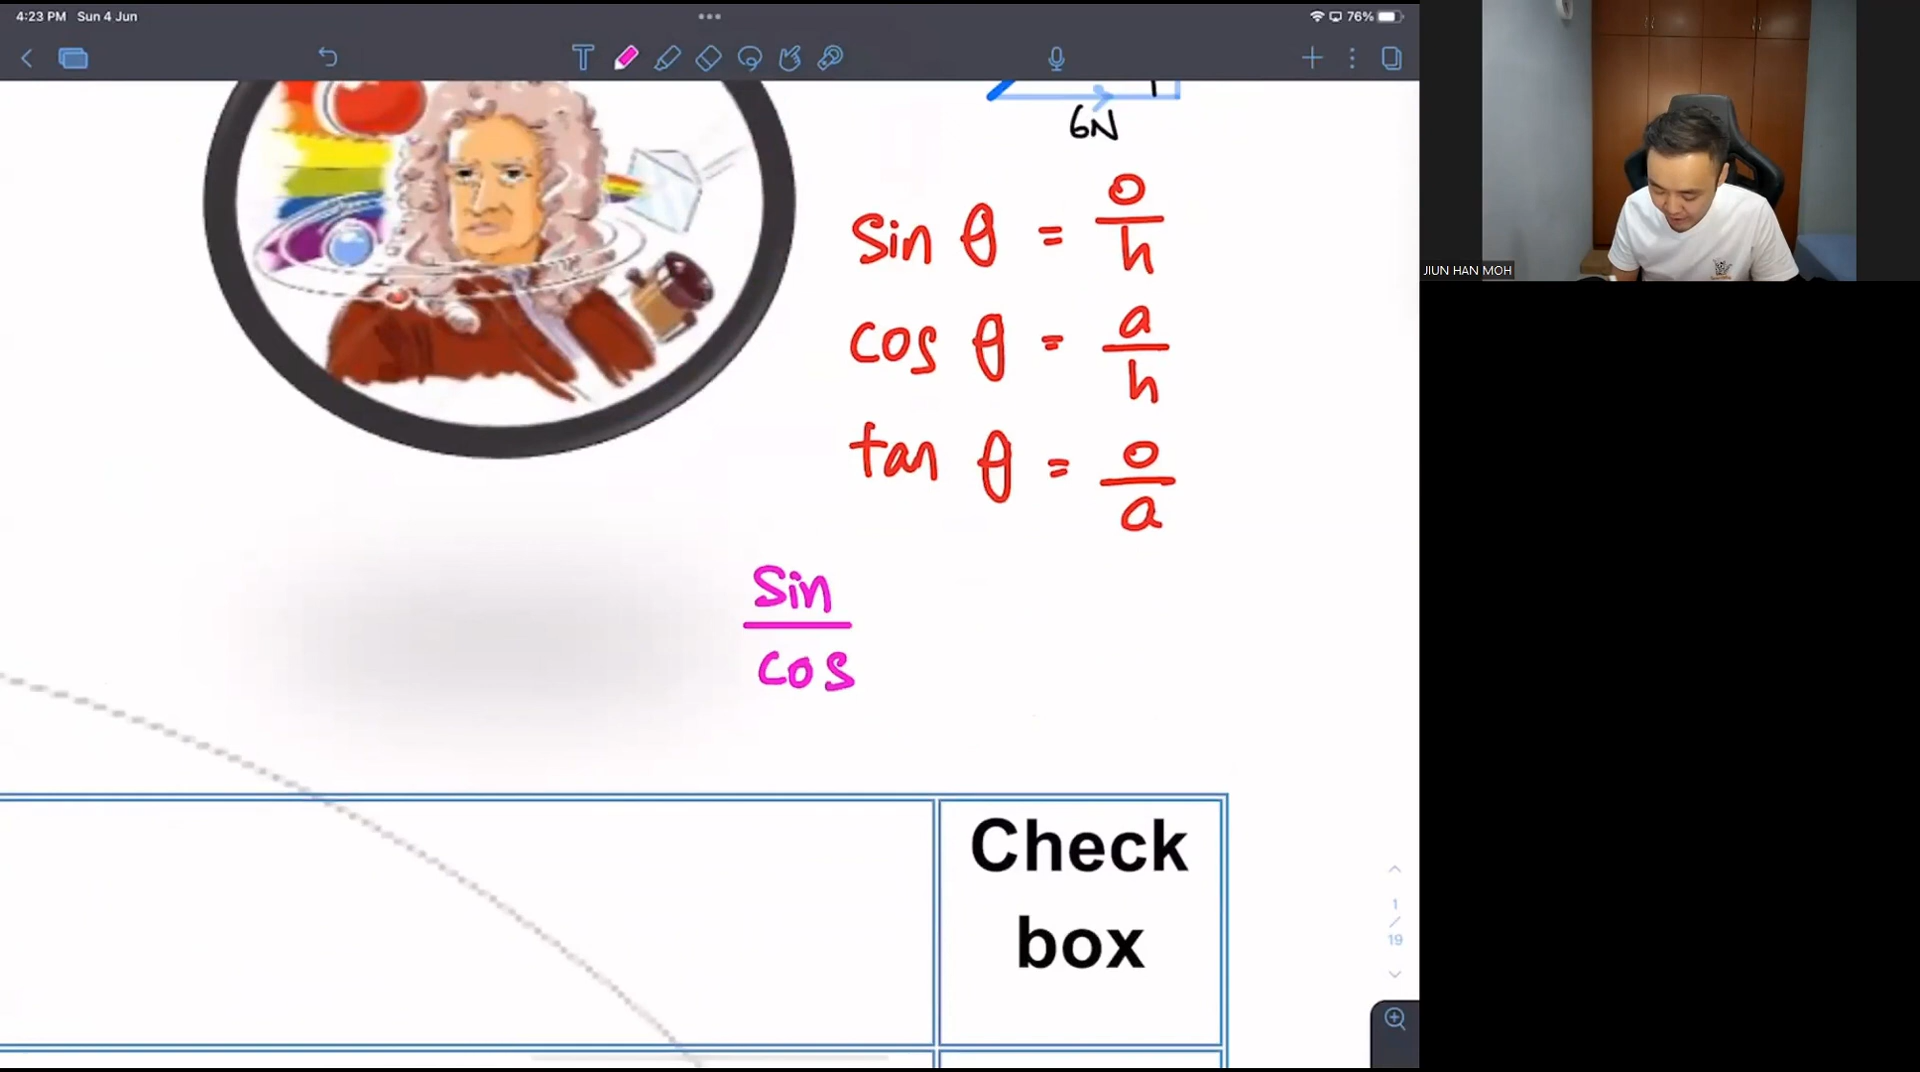 4:23 PM Sun 4 Jun
76%
T
6N
sin θ = o/h
cos θ = a/h
tan θ = o/a
sin
cos
Check
box
1
/
19
JIUN HAN MOH